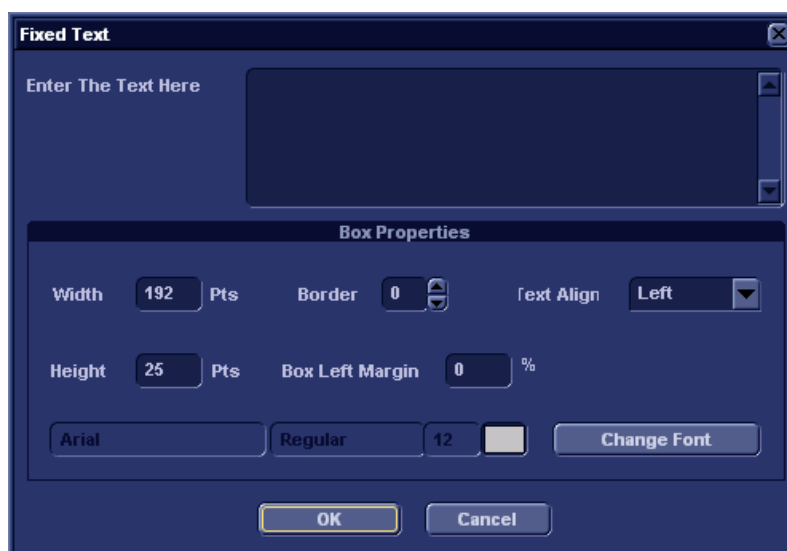 Fixed Text
Enter The Text Here
Box Properties
Width 192 Pts Border 0 Text Align Left
Height 25 Pts Box Left Margin 0 %
Arial Regular 12 Change Font
OK Cancel